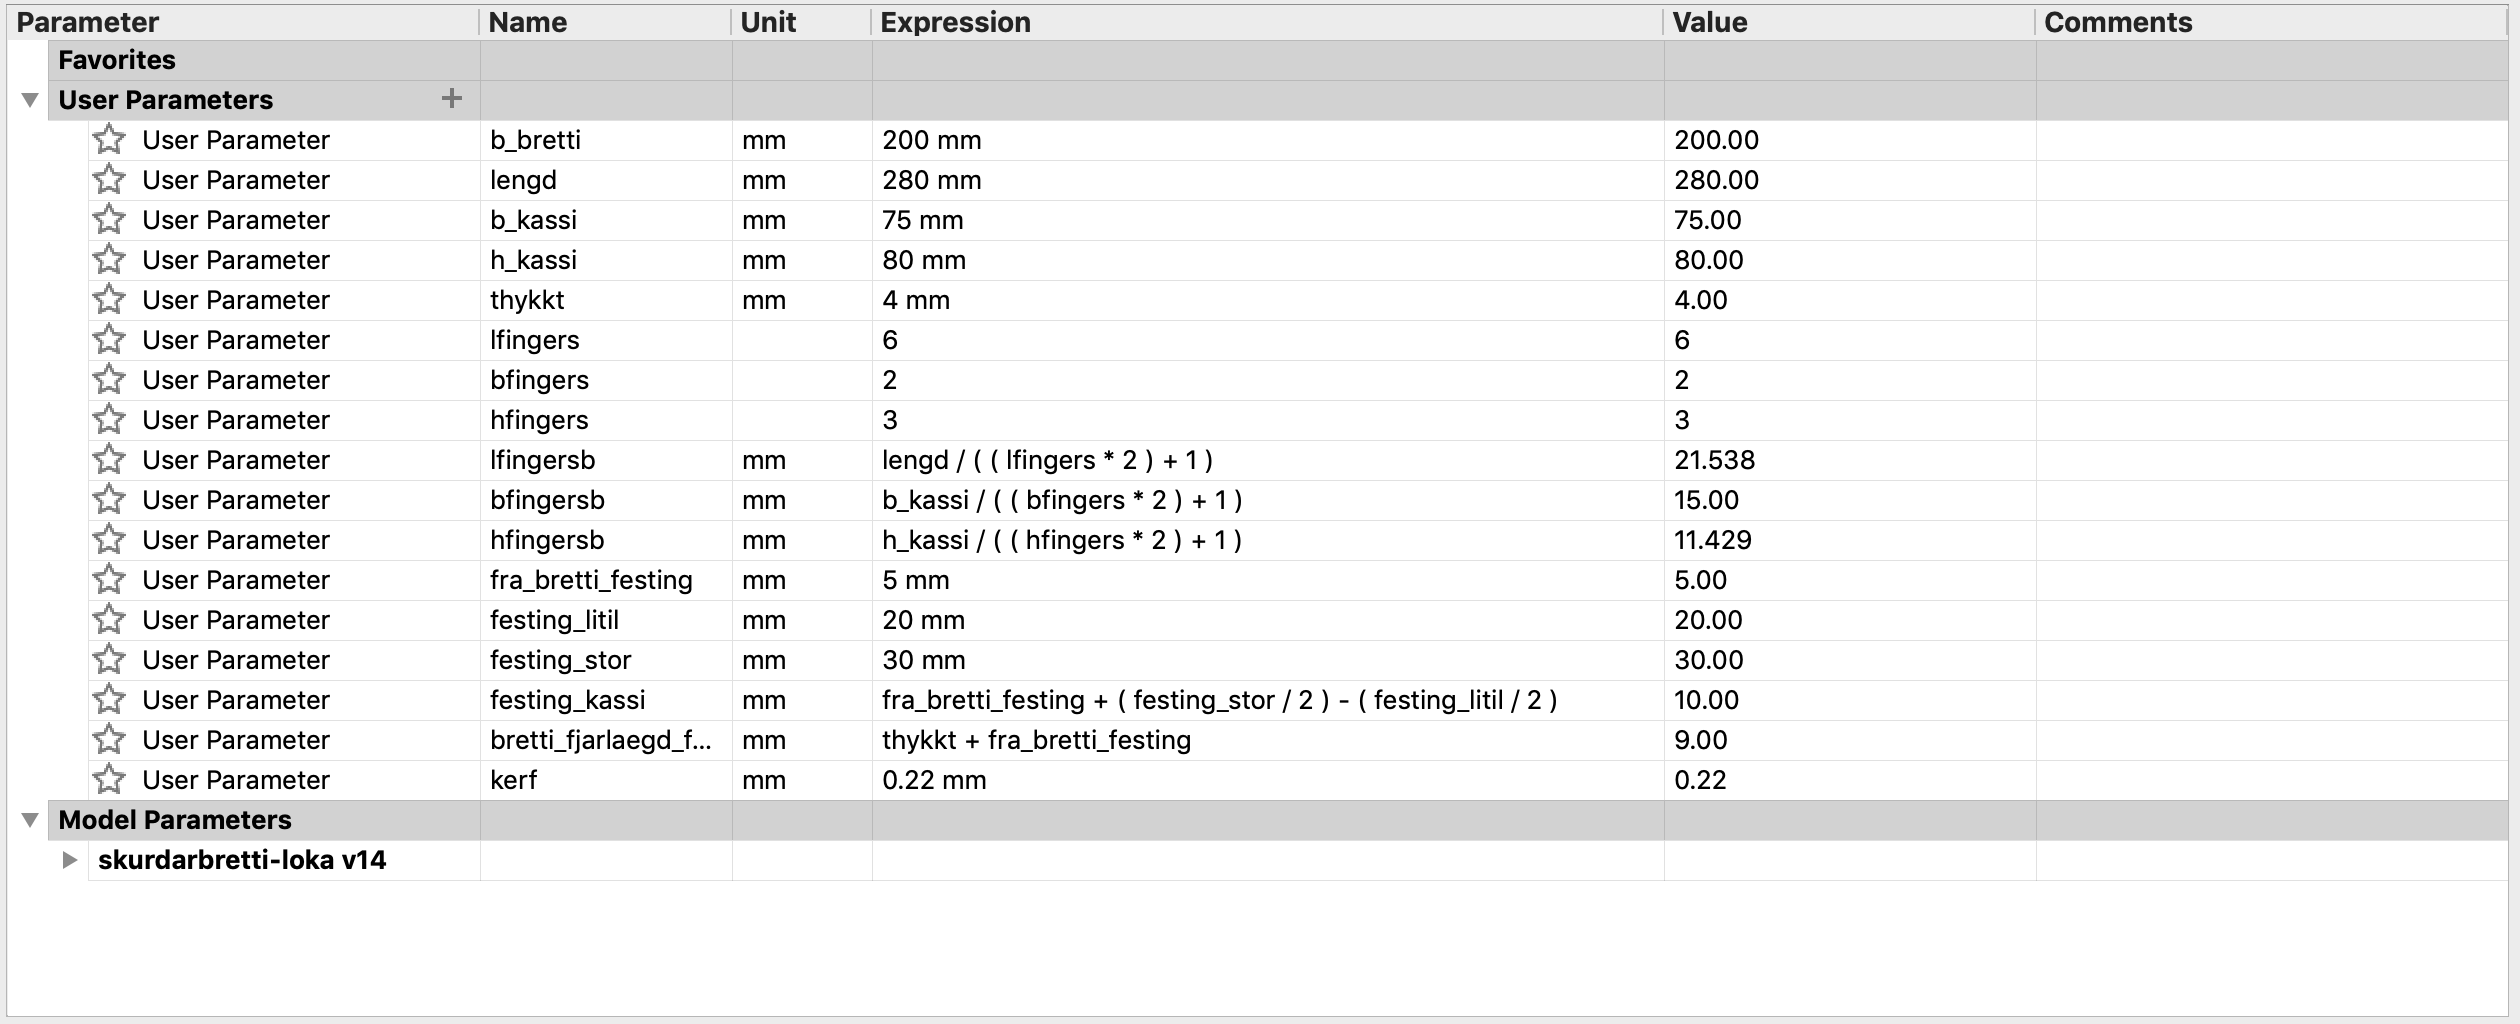 Parameter Name Unit Expression Value Comments
Favorites
User Parameters +
User Parameter b_bretti mm 200 mm 200.00
User Parameter lengd mm 280 mm 280.00
User Parameter b_kassi mm 75 mm 75.00
User Parameter h_kassi mm 80 mm 80.00
User Parameter thykkt mm 4 mm 4.00
User Parameter lfingers 6 6
User Parameter bfingers 2 2
User Parameter hfingers 3 3
User Parameter lfingersb mm lengd / ( ( lfingers * 2 ) + 1 ) 21.538
User Parameter bfingersb mm b_kassi / ( ( bfingers * 2 ) + 1 ) 15.00
User Parameter hfingersb mm h_kassi / ( ( hfingers * 2 ) + 1 ) 11.429
User Parameter fra_bretti_festing mm 5 mm 5.00
User Parameter festing_litil mm 20 mm 20.00
User Parameter festing_stor mm 30 mm 30.00
User Parameter festing_kassi mm fra_bretti_festing + ( festing_stor / 2 ) - ( festing_litil / 2 ) 10.00
User Parameter bretti_fjarlaegd_f... mm thykkt + fra_bretti_festing 9.00
User Parameter kerf mm 0.22 mm 0.22
Model Parameters
skurdarbretti-loka v14